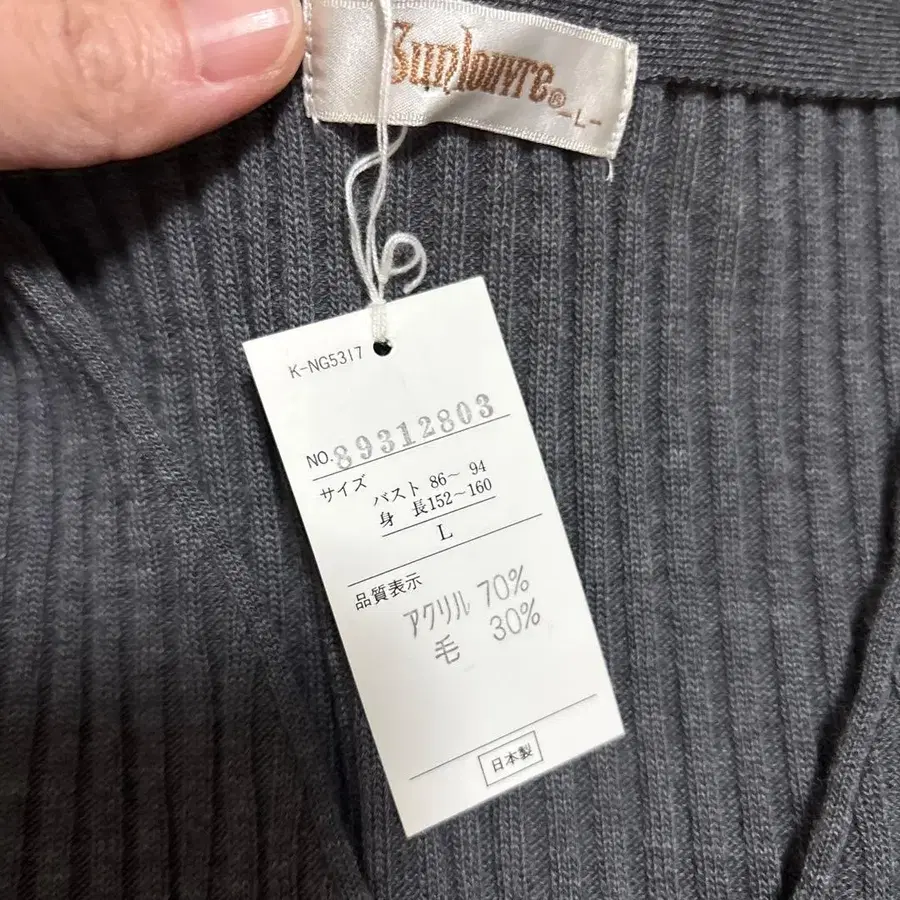 Sunlouvre®
-L-
K-NG5317
NO.89312803
サイズ
バスト 86～ 94
身 長152～160
L
品質表示
アクリル 70%
毛 30%
日本製